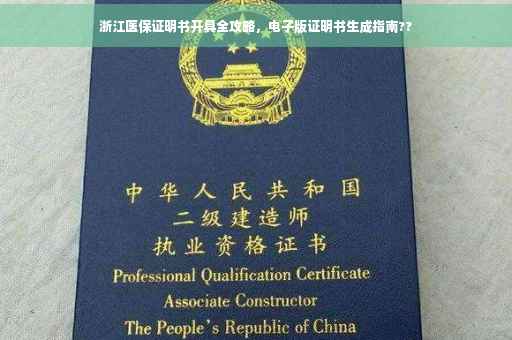 浙江医保证明书开具全攻略，电子版证明书生成指南??
中华人民共和国
二级建造师
执业资格证书
Professional Qualification Certificate
Associate Constructor
The People's Republic of China